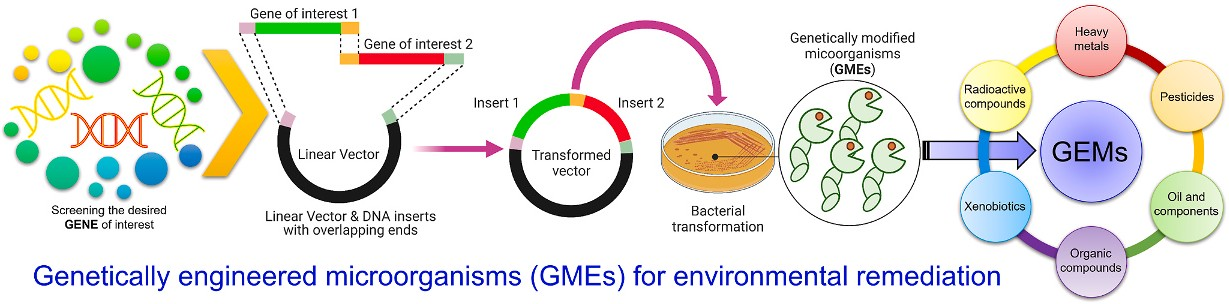 Gene of interest 1
Gene of interest 2
Screening the desired
GENE of interest
Linear Vector
Linear Vector & DNA inserts
with overlapping ends
Insert 1
Insert 2
Transformed
vector
Bacterial
transformation
Genetically modified
micoorganisms
(GMEs)
Heavy
metals
Radioactive
compounds
Pesticides
GEMs
Xenobiotics
Oil and
components
Organic
compounds
Genetically engineered microorganisms (GMEs) for environmental remediation